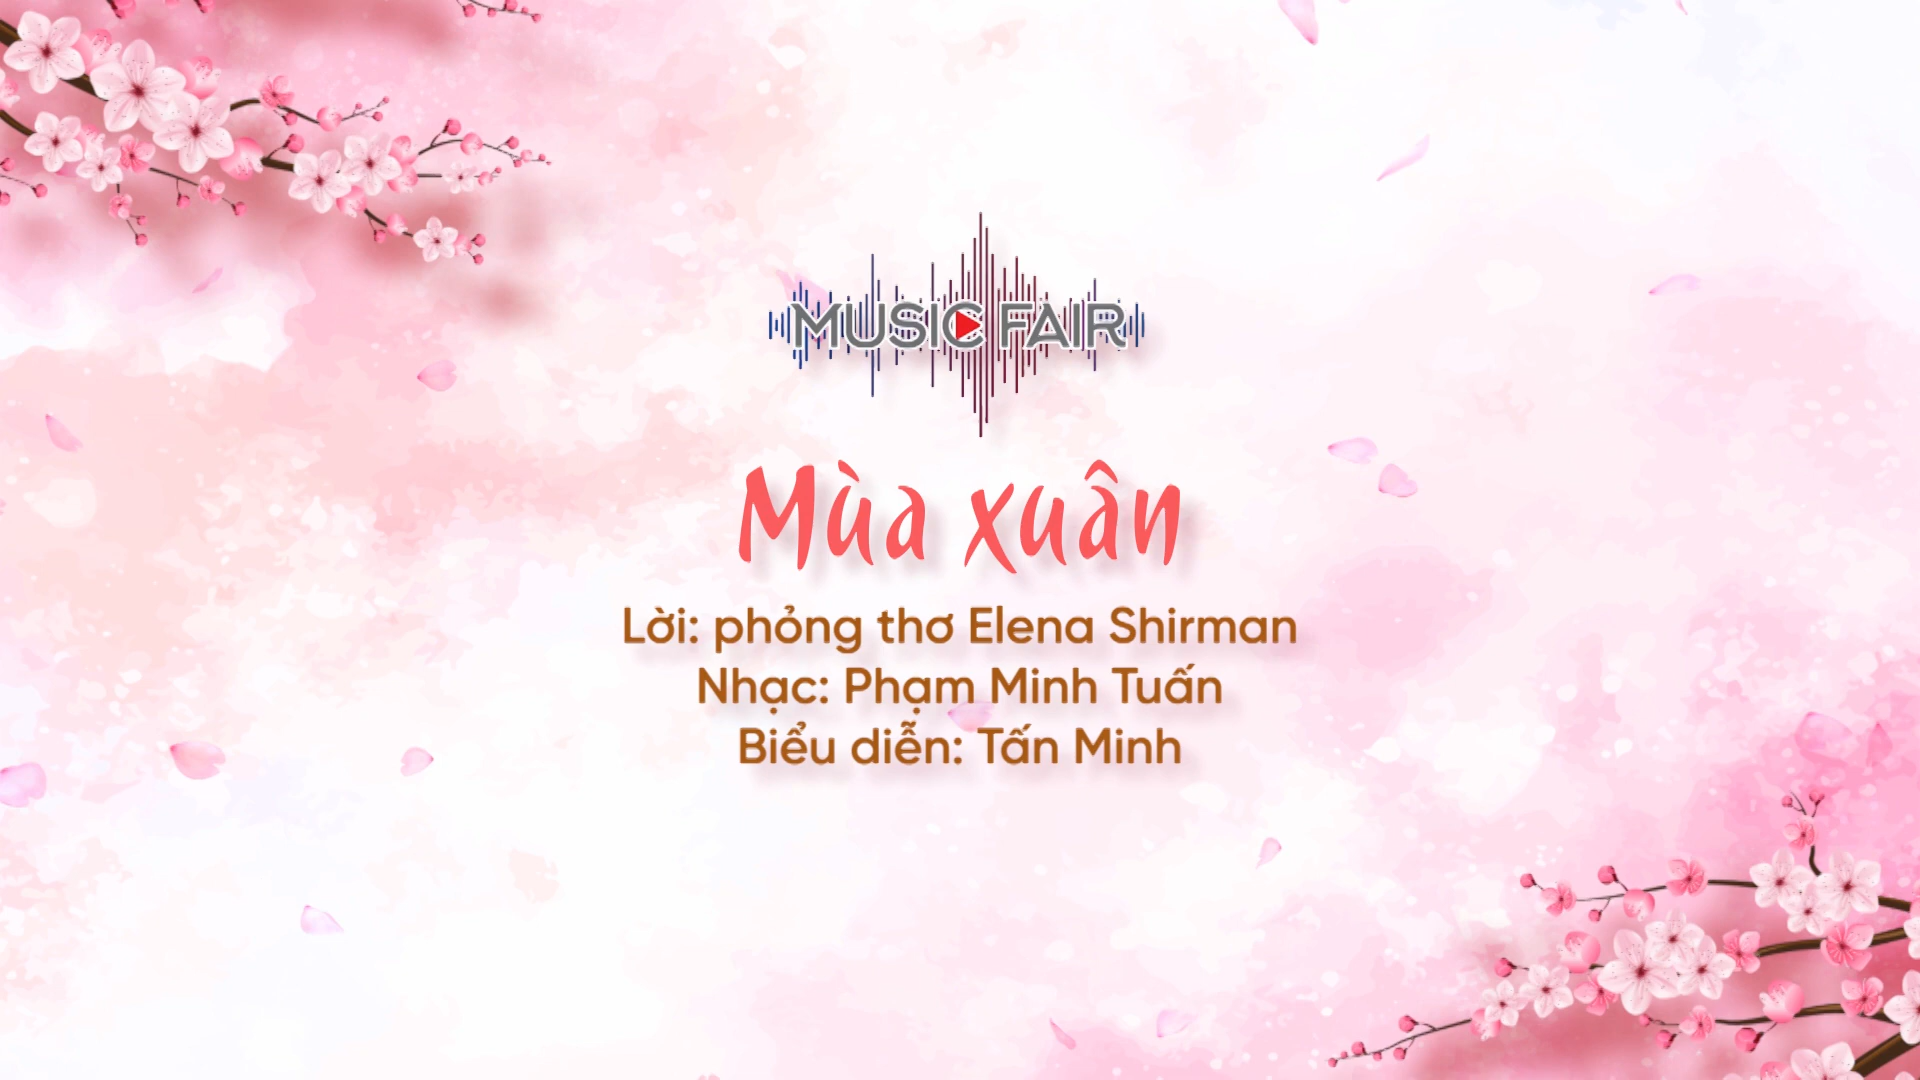 MUSIC FAIR
Mùa xuân
Lời: phỏng thơ Elena Shirman
Nhạc: Phạm Minh Tuấn
Biểu diễn: Tấn Minh